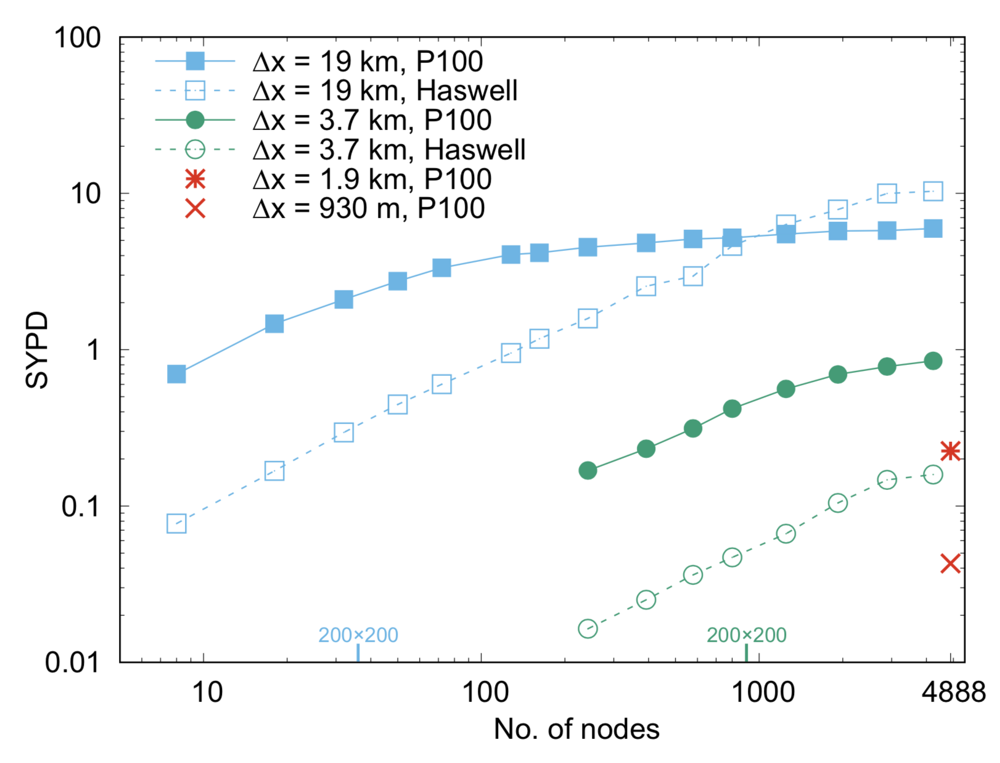 100
10
1
0.1
0.01
SYPD
Δx = 19 km, P100
Δx = 19 km, Haswell
Δx = 3.7 km, P100
Δx = 3.7 km, Haswell
Δx = 1.9 km, P100
Δx = 930 m, P100
200×200
200×200
10
100
1000
4888
No. of nodes